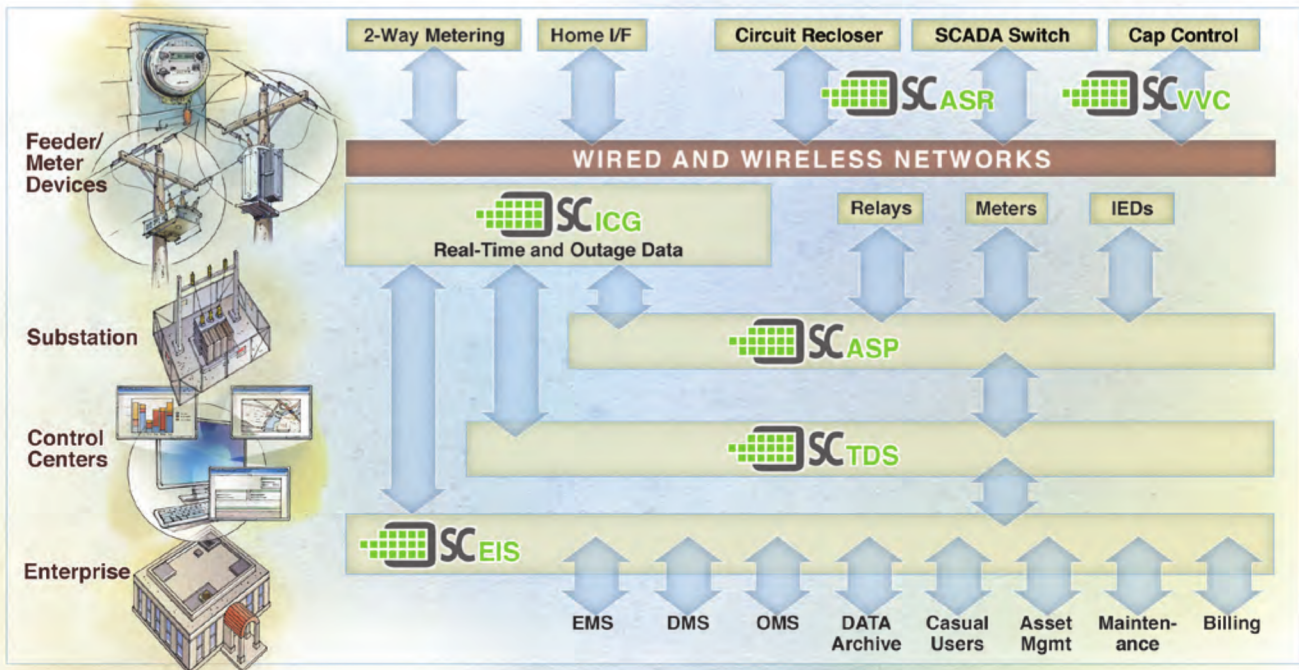 2-Way Metering
Home I/F
Circuit Recloser
SCADA Switch
Cap Control
SC ASR
SC VVC
Feeder/
Meter
Devices
WIRED AND WIRELESS NETWORKS
SC ICG
Real-Time and Outage Data
Relays
Meters
IEDs
Substation
SC ASP
Control
Centers
SC TDS
Enterprise
SC EIS
EMS
DMS
OMS
DATA
Archive
Casual
Users
Asset
Mgmt
Mainten-
ance
Billing